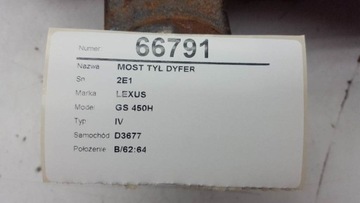 Numer 66791
Nazwa MOST TYL DYFER
Sn 2E1
Marka LEXUS
Model GS 450H
Typ IV
Samochód D3677
Położenie B/62:64